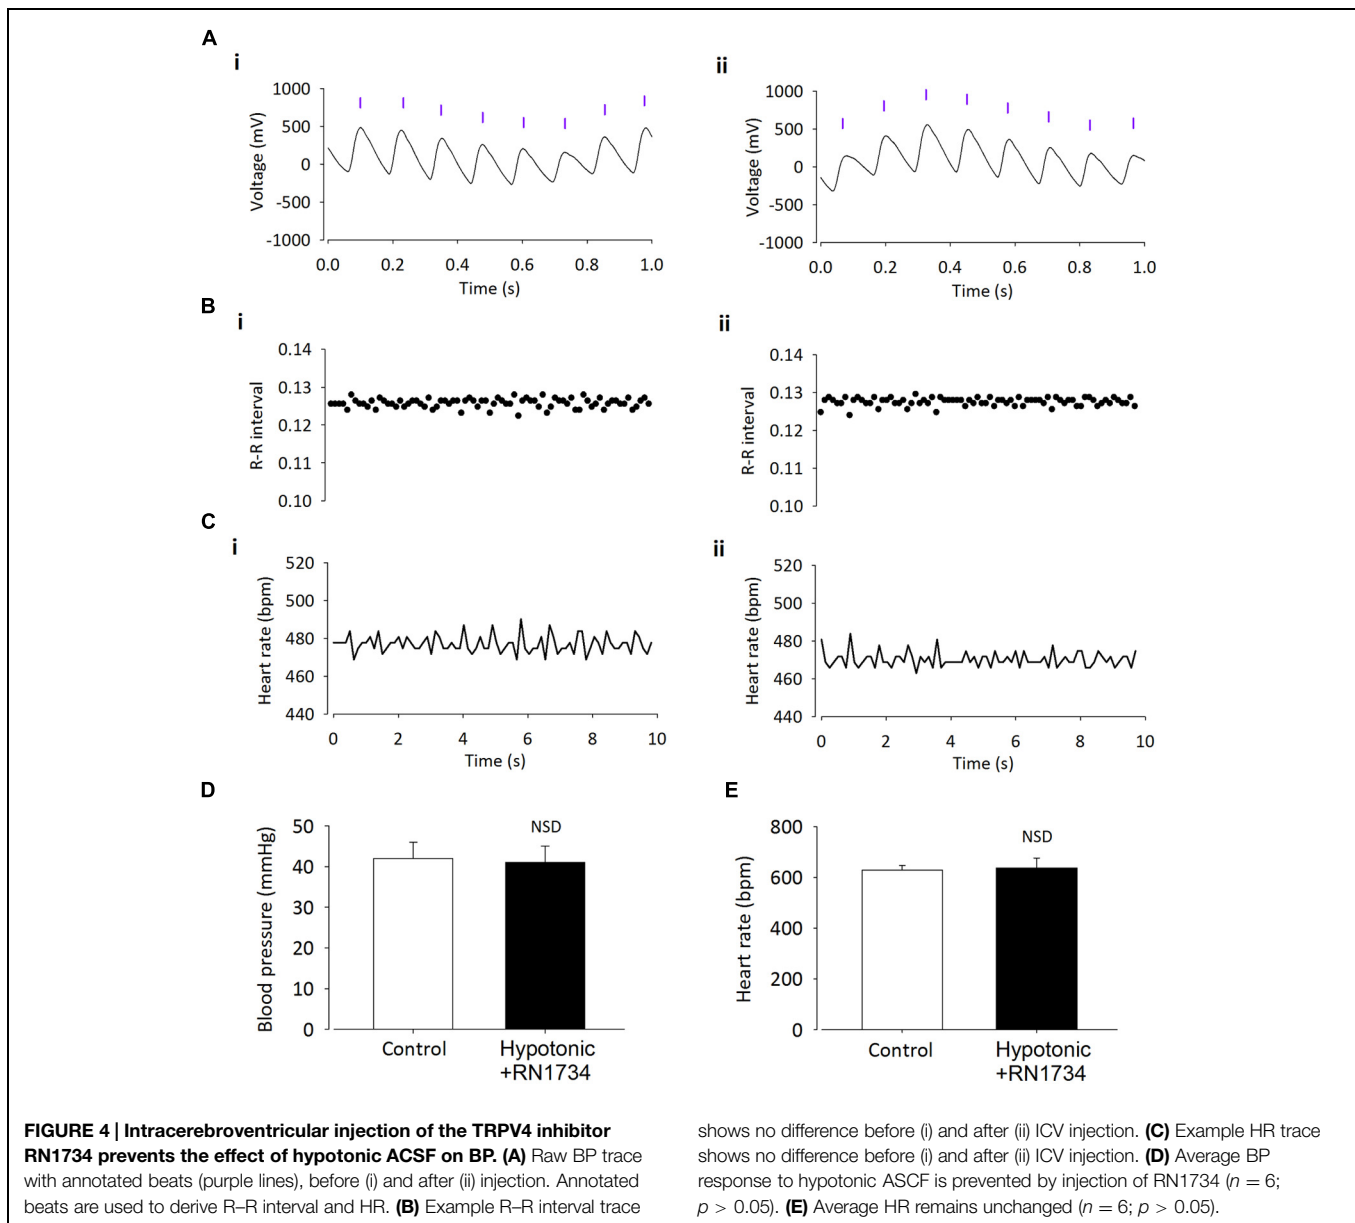 A
i
1000
500
0
-500
-1000
Voltage (mV)
0.0 0.2 0.4 0.6 0.8 1.0
Time (s)
ii
1000
500
0
-500
-1000
Voltage (mV)
0.0 0.2 0.4 0.6 0.8 1.0
Time (s)
B
i
0.14
0.13
0.12
0.11
0.10
R-R interval
ii
0.14
0.13
0.12
0.11
0.10
R-R interval
C
i
520
500
480
460
440
Heart rate (bpm)
0 2 4 6 8 10
Time (s)
ii
520
500
480
460
440
Heart rate (bpm)
0 2 4 6 8 10
Time (s)
D
50
40
30
20
10
0
Blood pressure (mmHg)
NSD
Control
Hypotonic
+RN1734
E
800
600
400
200
0
Heart rate (bpm)
NSD
Control
Hypotonic
+RN1734
FIGURE 4 | Intracerebroventricular injection of the TRPV4 inhibitor
RN1734 prevents the effect of hypotonic ACSF on BP. (A) Raw BP trace
with annotated beats (purple lines), before (i) and after (ii) injection. Annotated
beats are used to derive R–R interval and HR. (B) Example R–R interval trace
shows no difference before (i) and after (ii) ICV injection. (C) Example HR trace
shows no difference before (i) and after (ii) ICV injection. (D) Average BP
response to hypotonic ASCF is prevented by injection of RN1734 (n = 6;
p > 0.05). (E) Average HR remains unchanged (n = 6; p > 0.05).